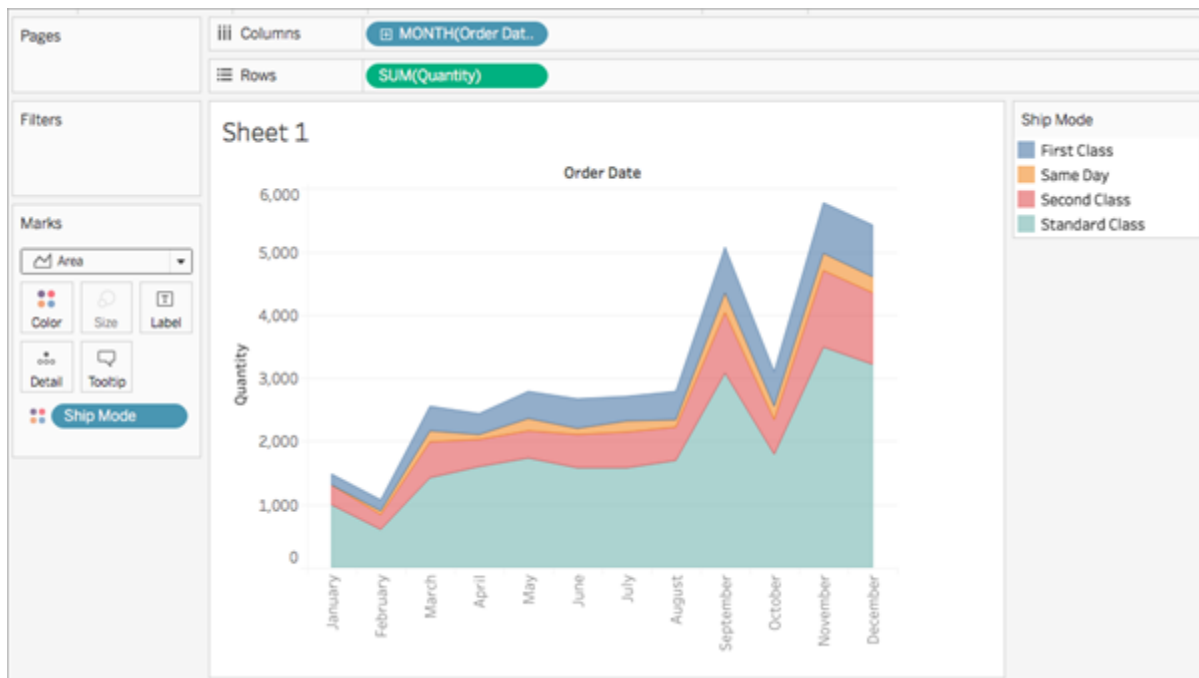 Pages
Columns
MONTH(Order Dat..
Rows
SUM(Quantity)
Filters
Marks
Area
Color
Size
Label
Detail
Tooltip
Ship Mode
Sheet 1
Order Date
Quantity
6,000
5,000
4,000
3,000
2,000
1,000
0
January
February
March
April
May
June
July
August
September
October
November
December
Ship Mode
First Class
Same Day
Second Class
Standard Class